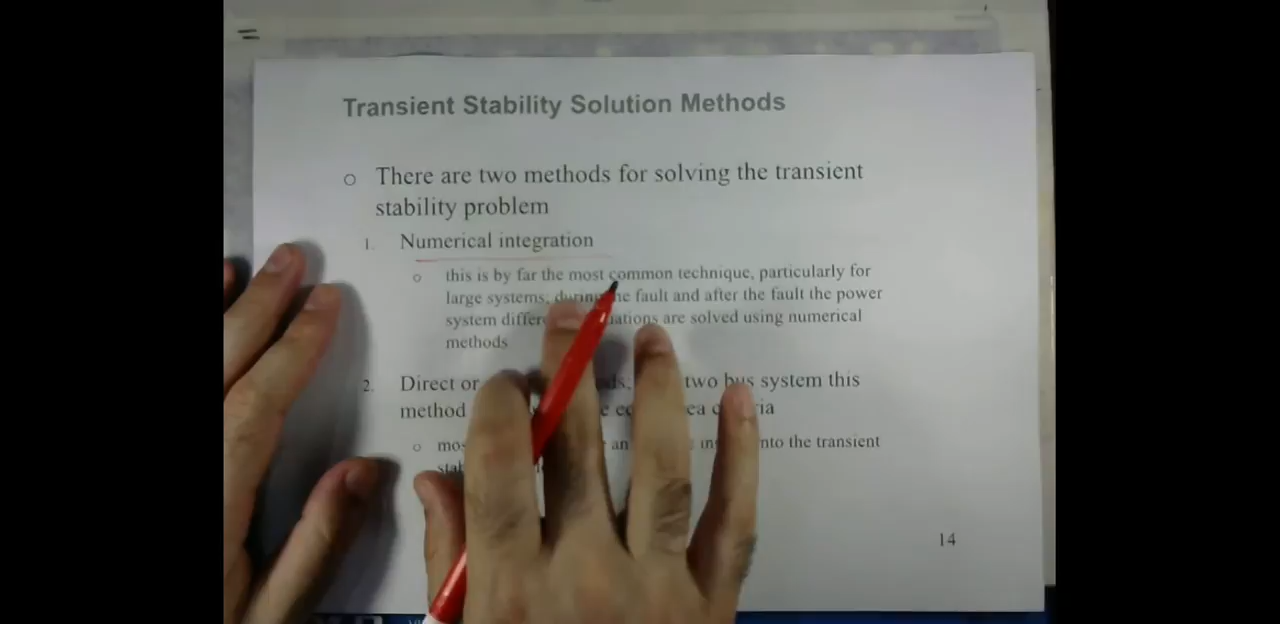 Transient Stability Solution Methods
o There are two methods for solving the transient
stability problem
1. Numerical integration
o this is by far the most common technique, particularly for
large systems; during the fault and after the fault the power
system are solved using numerical
methods
2. Direct or two bus system this
method
o into the transient
14